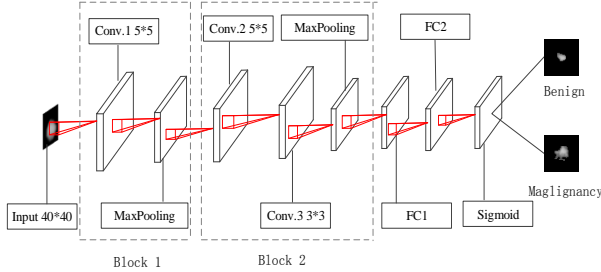 Conv.1 5*5
Conv.2 5*5
MaxPooling
FC2
Benign
Maglignancy
Input 40*40
MaxPooling
Conv.3 3*3
FC1
Sigmoid
Block 1
Block 2